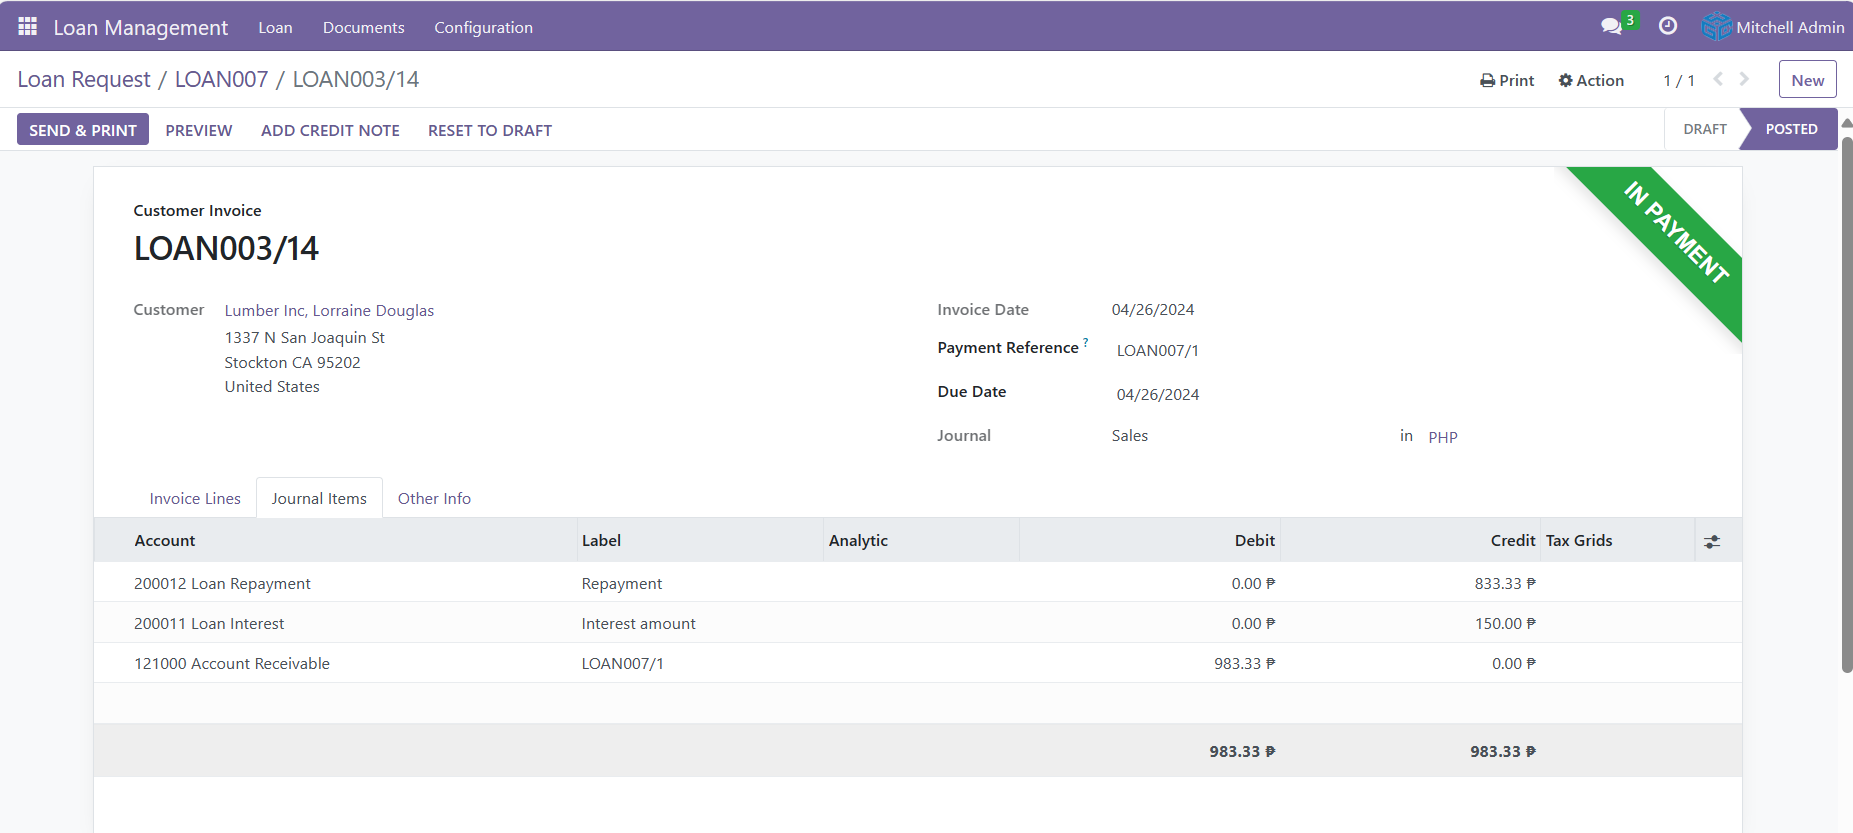 Loan Management Loan Documents Configuration 3 Mitchell Admin
Loan Request / LOAN007 / LOAN003/14 Print Action 1 / 1 New
SEND & PRINT PREVIEW ADD CREDIT NOTE RESET TO DRAFT DRAFT POSTED
IN PAYMENT
Customer Invoice
LOAN003/14
Customer Lumber Inc, Lorraine Douglas
1337 N San Joaquin St
Stockton CA 95202
United States
Invoice Date 04/26/2024
Payment Reference ? LOAN007/1
Due Date 04/26/2024
Journal Sales in PHP
Invoice Lines Journal Items Other Info
Account Label Analytic Debit Credit Tax Grids
200012 Loan Repayment Repayment 0.00 ₱ 833.33 ₱
200011 Loan Interest Interest amount 0.00 ₱ 150.00 ₱
121000 Account Receivable LOAN007/1 983.33 ₱ 0.00 ₱
983.33 ₱ 983.33 ₱